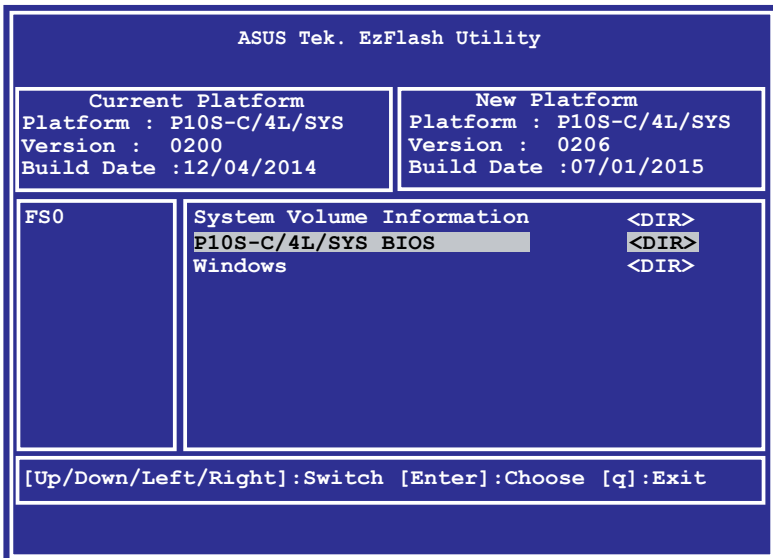 ASUS Tek. EzFlash Utility
Current Platform
Platform : P10S-C/4L/SYS
Version : 0200
Build Date :12/04/2014
New Platform
Platform : P10S-C/4L/SYS
Version : 0206
Build Date :07/01/2015
FS0
System Volume Information <DIR>
P10S-C/4L/SYS BIOS <DIR>
Windows <DIR>
[Up/Down/Left/Right]:Switch [Enter]:Choose [q]:Exit